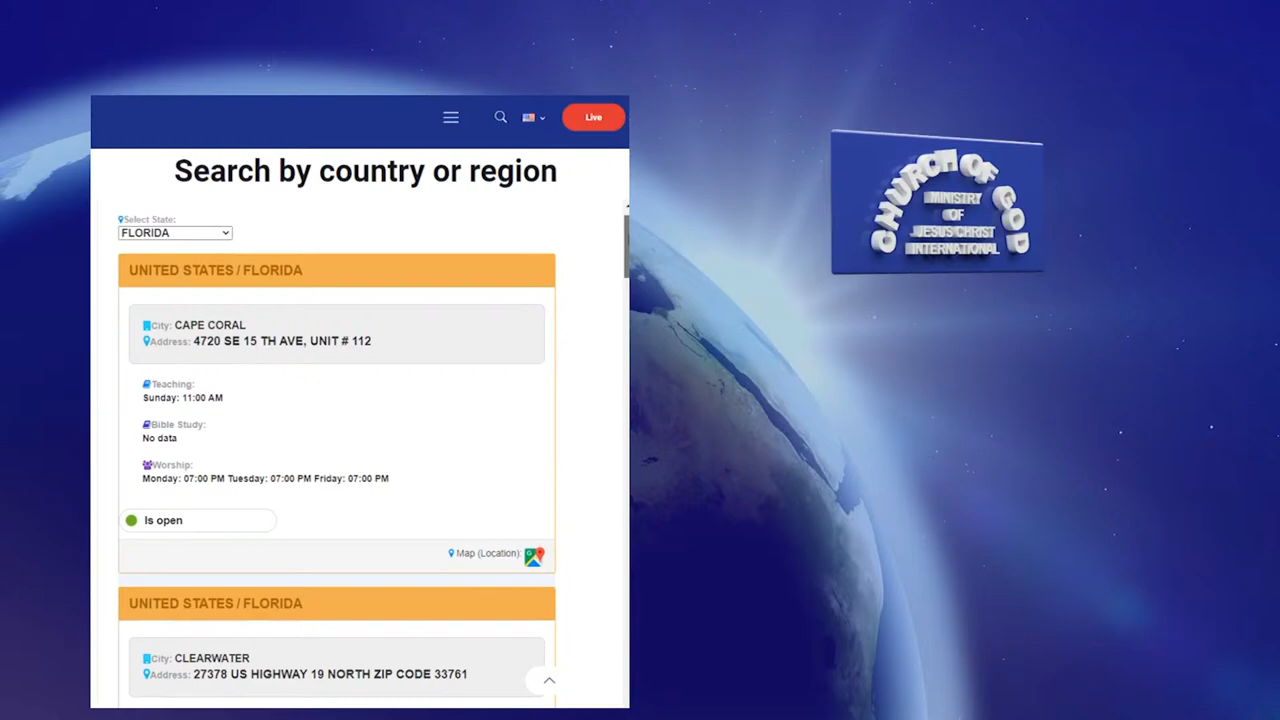 Live
Search by country or region
Select State:
FLORIDA
UNITED STATES / FLORIDA
City: CAPE CORAL
Address: 4720 SE 15 TH AVE, UNIT # 112
Teaching:
Sunday: 11:00 AM
Bible Study:
No data
Worship:
Monday: 07:00 PM Tuesday: 07:00 PM Friday: 07:00 PM
Is open
Map (Location):
UNITED STATES / FLORIDA
City: CLEARWATER
Address: 27378 US HIGHWAY 19 NORTH ZIP CODE 33761
CHURCH OF GOD
MINISTRY
OF
JESUS CHRIST
INTERNATIONAL